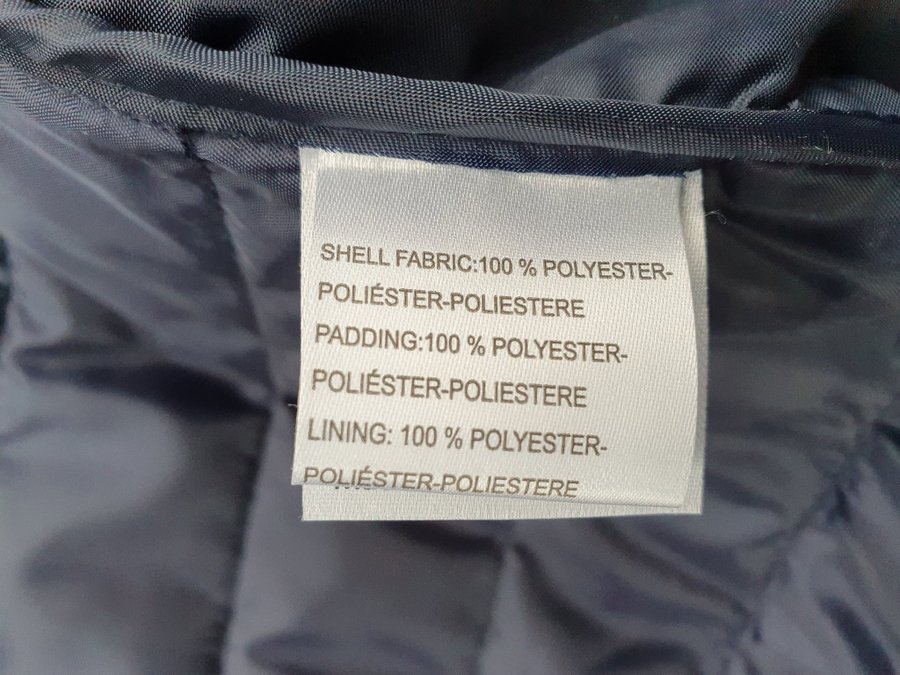 SHELL FABRIC:100 % POLYESTER-
POLIÉSTER-POLIESTERE
PADDING:100 % POLYESTER-
POLIÉSTER-POLIESTERE
LINING: 100 % POLYESTER-
POLIÉSTER-POLIESTERE